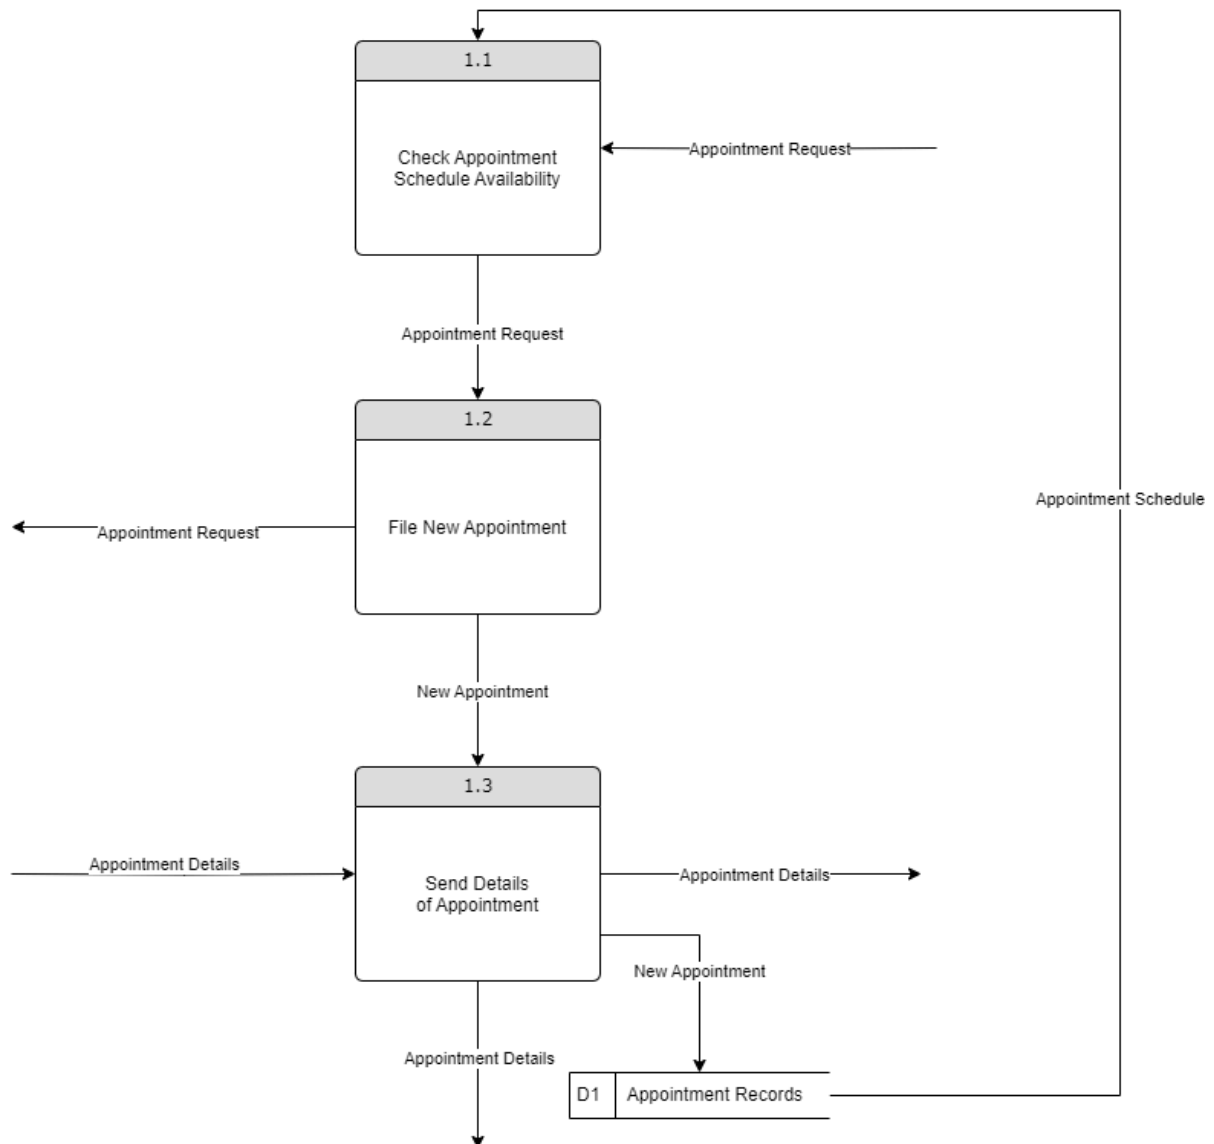 1.1
Check Appointment
Schedule Availability
Appointment Request
Appointment Request
1.2
Appointment Schedule
File New Appointment
Appointment Request
New Appointment
1.3
Appointment Details
Send Details
of Appointment
Appointment Details
New Appointment
Appointment Details
D1
Appointment Records